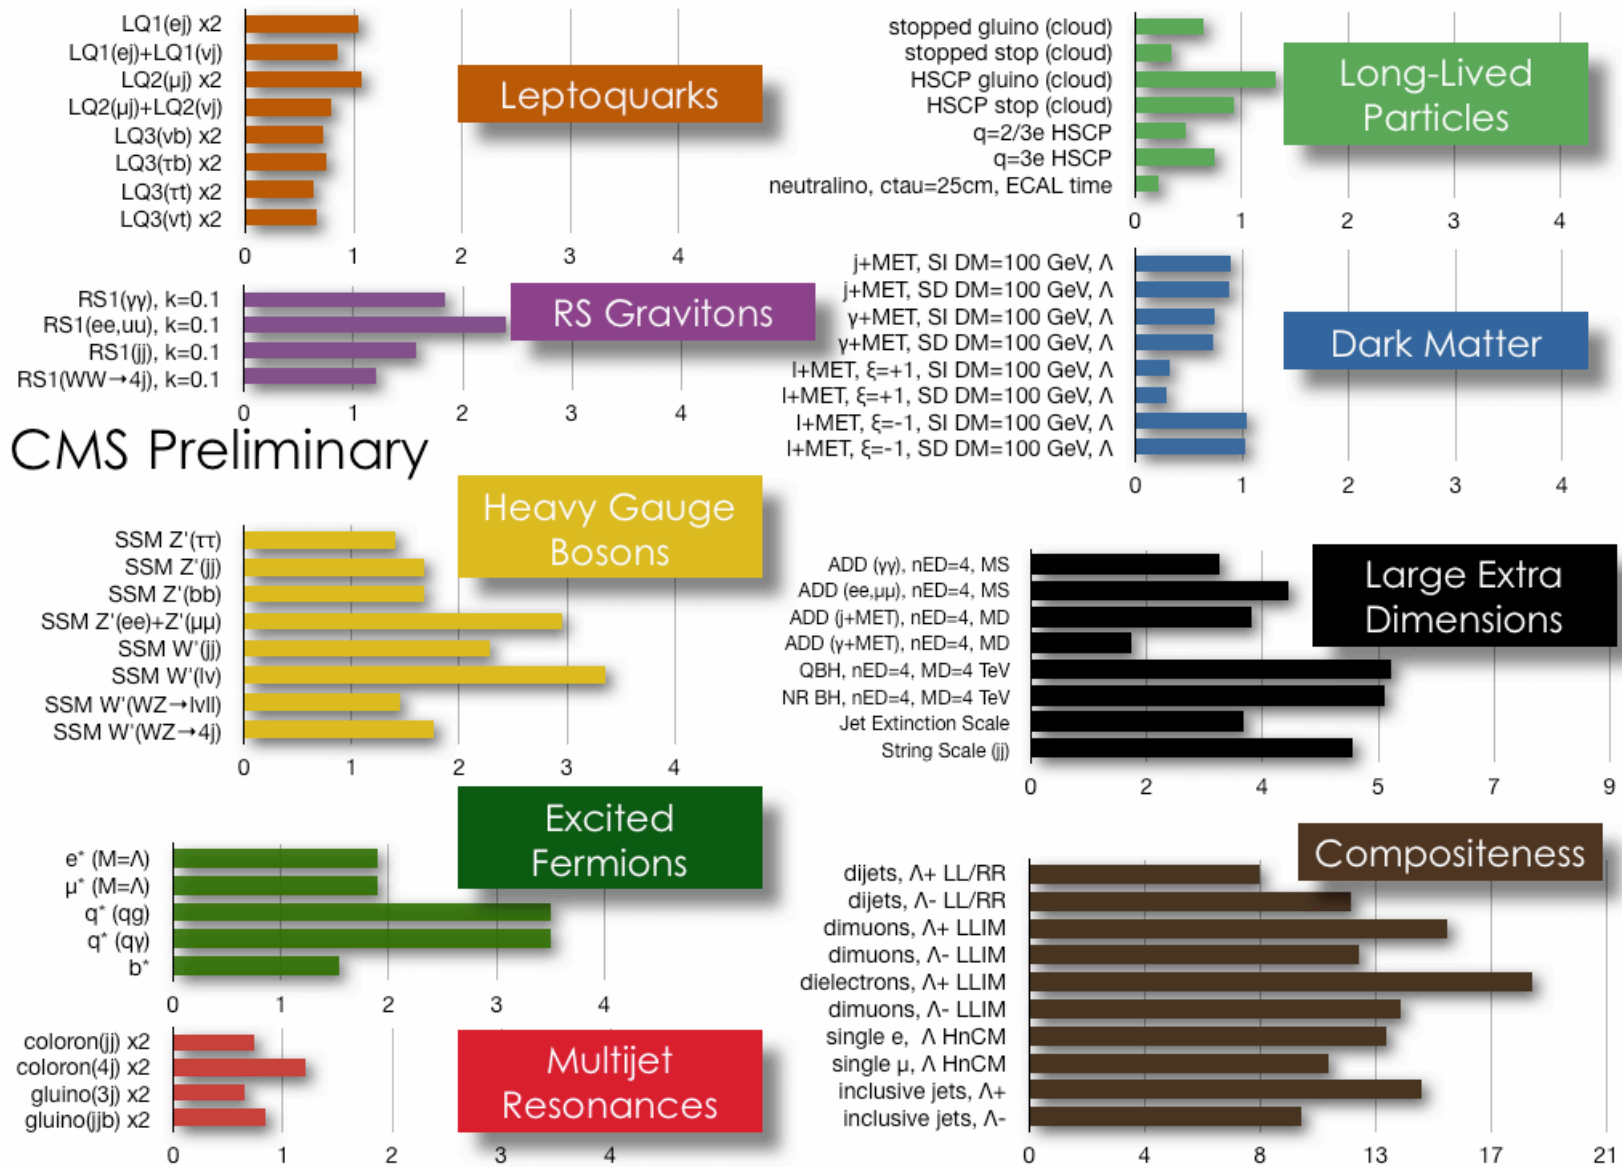 LQ1(ej) x2
LQ1(ej)+LQ1(νj)
LQ2(μj) x2
LQ2(μj)+LQ2(νj)
LQ3(νb) x2
LQ3(τb) x2
LQ3(τt) x2
LQ3(νt) x2
0 1 2 3 4
Leptoquarks
RS1(γγ), k=0.1
RS1(ee,uu), k=0.1
RS1(jj), k=0.1
RS1(WW→4j), k=0.1
0 1 2 3 4
RS Gravitons
CMS Preliminary
SSM Z'(ττ)
SSM Z'(jj)
SSM Z'(bb)
SSM Z'(ee)+Z'(μμ)
SSM W'(jj)
SSM W'(lν)
SSM W'(WZ→lνll)
SSM W'(WZ→4j)
0 1 2 3 4
Heavy Gauge
Bosons
e* (M=Λ)
μ* (M=Λ)
q* (qg)
q* (qγ)
b*
0 1 2 3 4
Excited
Fermions
coloron(jj) x2
coloron(4j) x2
gluino(3j) x2
gluino(jjb) x2
0 1 2 3 4
Multijet
Resonances
stopped gluino (cloud)
stopped stop (cloud)
HSCP gluino (cloud)
HSCP stop (cloud)
q=2/3e HSCP
q=3e HSCP
neutralino, ctau=25cm, ECAL time
0 1 2 3 4
Long-Lived
Particles
j+MET, SI DM=100 GeV, Λ
j+MET, SD DM=100 GeV, Λ
γ+MET, SI DM=100 GeV, Λ
γ+MET, SD DM=100 GeV, Λ
l+MET, ξ=+1, SI DM=100 GeV, Λ
l+MET, ξ=+1, SD DM=100 GeV, Λ
l+MET, ξ=-1, SI DM=100 GeV, Λ
l+MET, ξ=-1, SD DM=100 GeV, Λ
0 1 2 3 4
Dark Matter
ADD (γγ), nED=4, MS
ADD (ee,μμ), nED=4, MS
ADD (j+MET), nED=4, MD
ADD (γ+MET), nED=4, MD
QBH, nED=4, MD=4 TeV
NR BH, nED=4, MD=4 TeV
Jet Extinction Scale
String Scale (jj)
0 2 4 5 7 9
Large Extra
Dimensions
dijets, Λ+ LL/RR
dijets, Λ- LL/RR
dimuons, Λ+ LLIM
dimuons, Λ- LLIM
dielectrons, Λ+ LLIM
dimuons, Λ- LLIM
single e, Λ HnCM
single μ, Λ HnCM
inclusive jets, Λ+
inclusive jets, Λ-
0 4 8 13 17 21
Compositeness